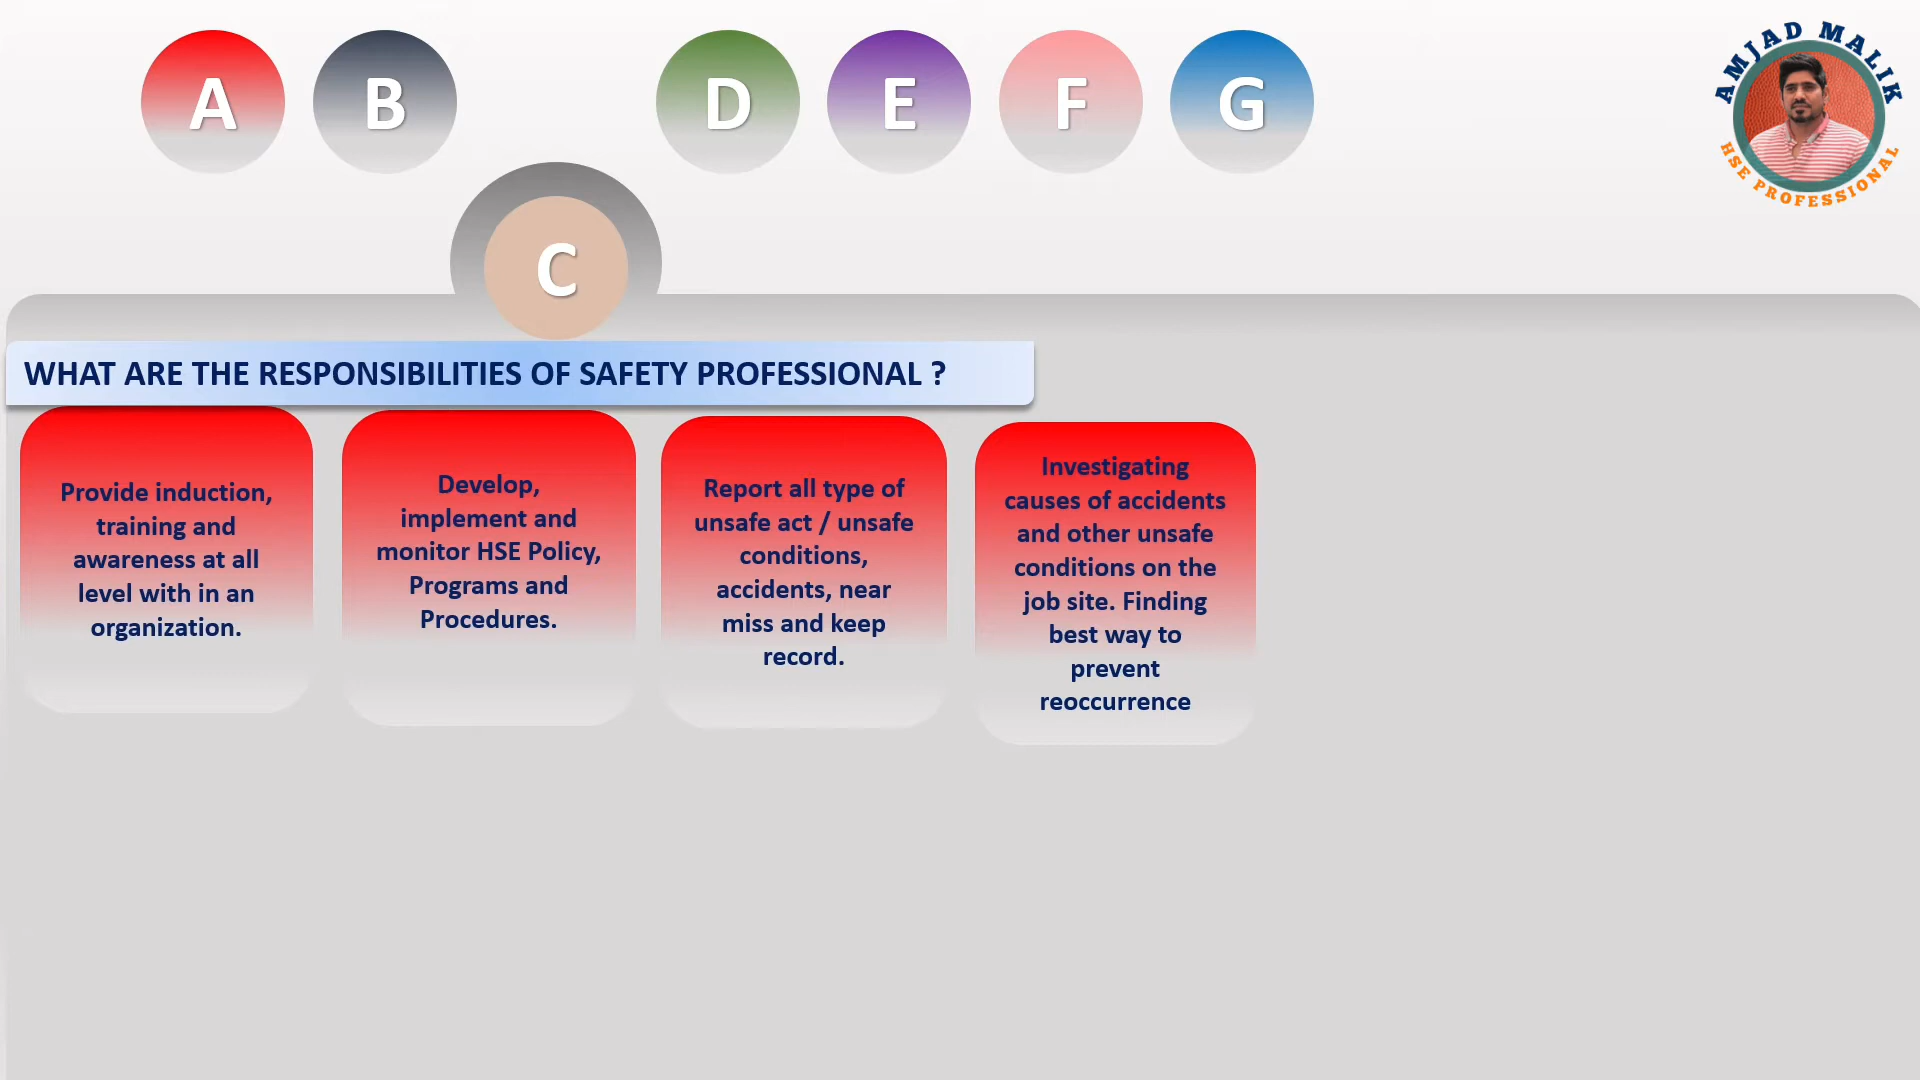 A
B
D
E
F
G
AMJAD MALIK
HSE PROFESSIONAL
C
WHAT ARE THE RESPONSIBILITIES OF SAFETY PROFESSIONAL ?
Provide induction,
training and
awareness at all
level with in an
organization.
Develop,
implement and
monitor HSE Policy,
Programs and
Procedures.
Report all type of
unsafe act / unsafe
conditions,
accidents, near
miss and keep
record.
Investigating
causes of accidents
and other unsafe
conditions on the
job site. Finding
best way to
prevent
reoccurrence